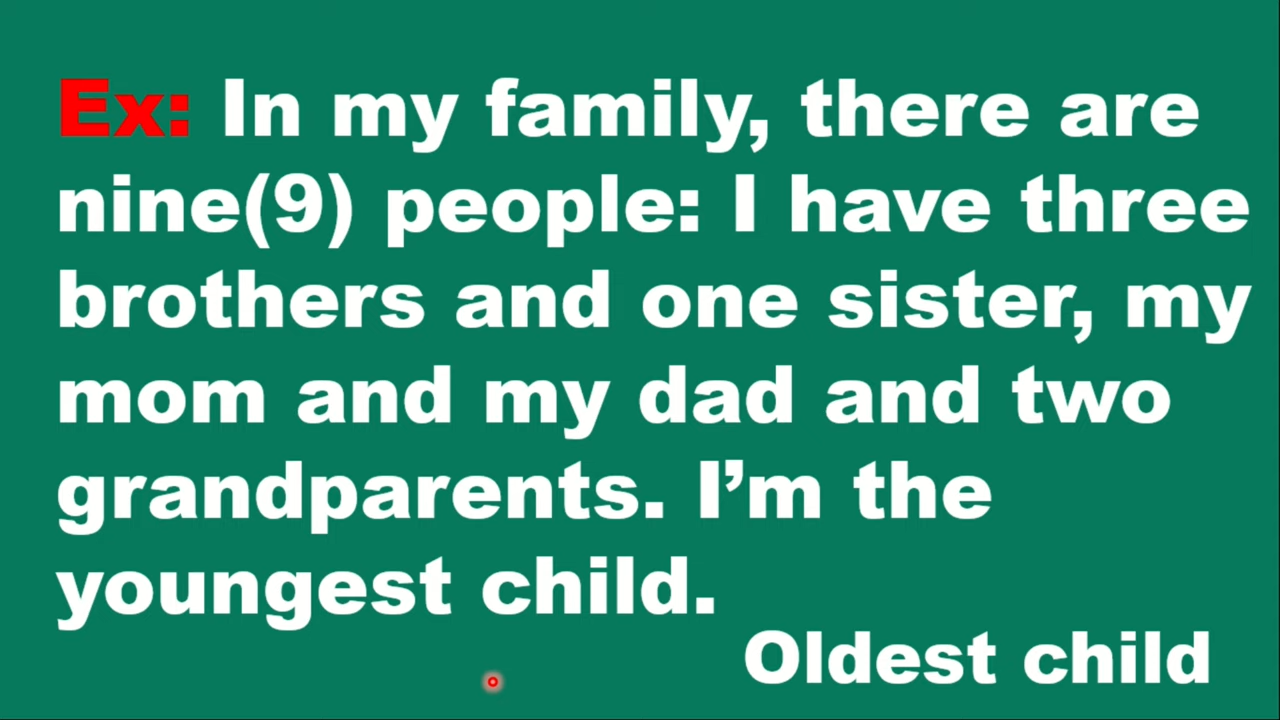 Ex: In my family, there are
nine(9) people: I have three
brothers and one sister, my
mom and my dad and two
grandparents. I’m the
youngest child.
Oldest child